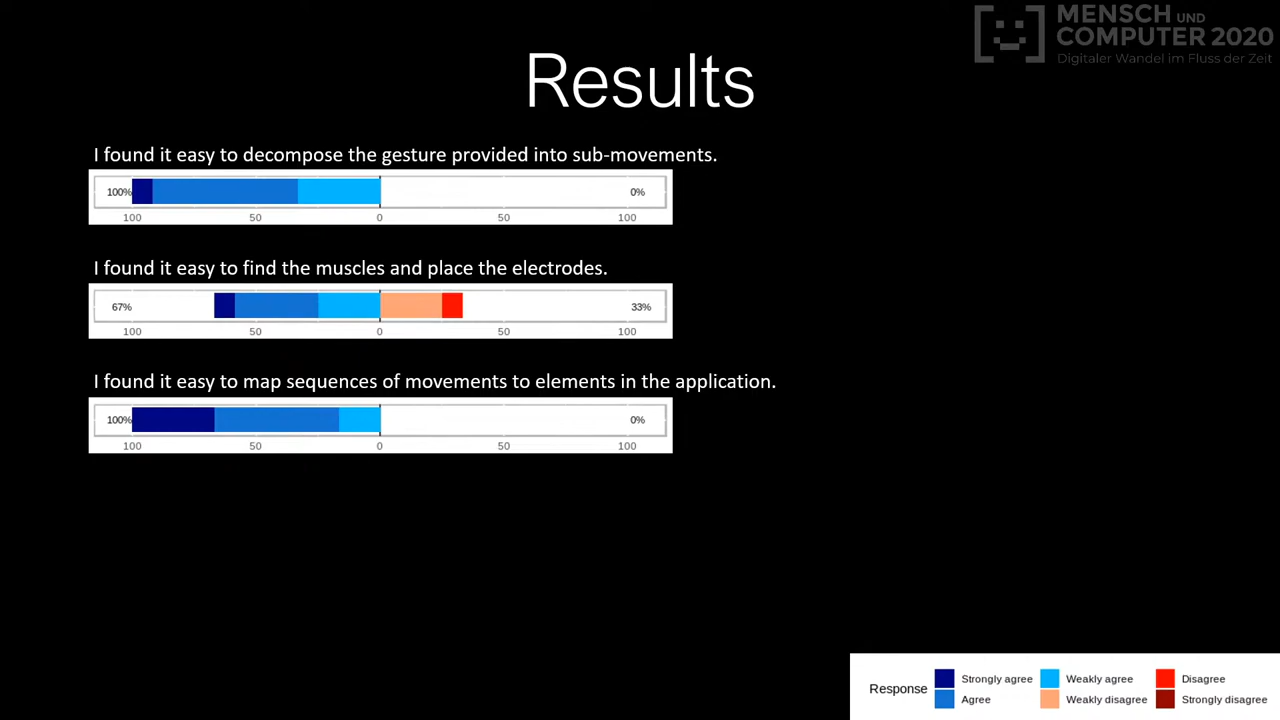 MENSCH UND
COMPUTER 2020
Digitaler Wandel im Fluss der Zeit
Results
I found it easy to decompose the gesture provided into sub-movements.
100% 0%
100 50 0 50 100
I found it easy to find the muscles and place the electrodes.
67% 33%
100 50 0 50 100
I found it easy to map sequences of movements to elements in the application.
100% 0%
100 50 0 50 100
Response Strongly agree Weakly agree Disagree
Agree Weakly disagree Strongly disagree